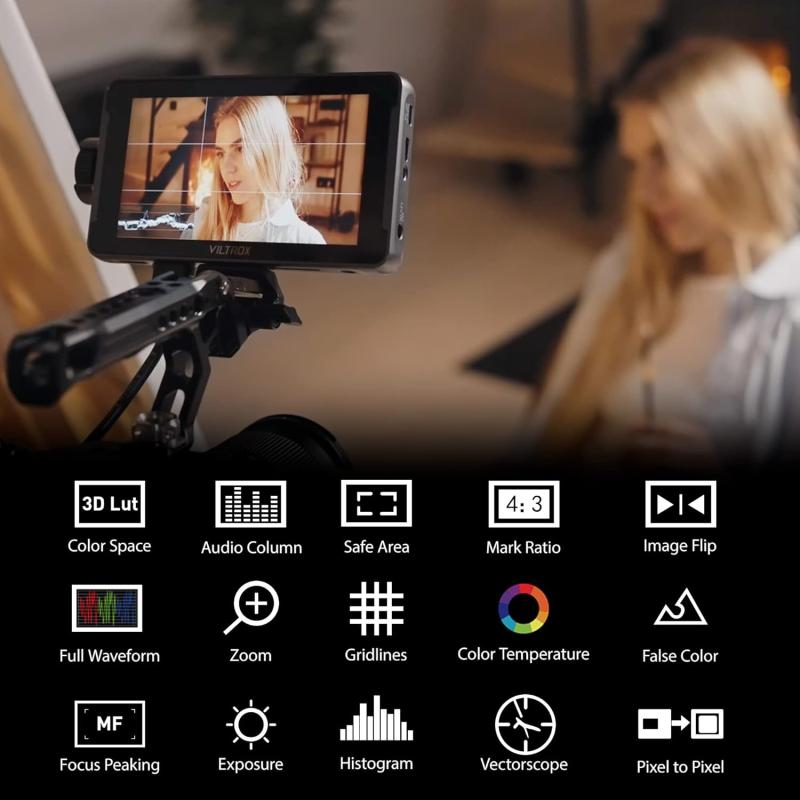 VILTROX
3D Lut
4:3
Color Space
Audio Column
Safe Area
Mark Ratio
Image Flip
Full Waveform
Zoom
Gridlines
Color Temperature
False Color
MF
Focus Peaking
Exposure
Histogram
Vectorscope
Pixel to Pixel